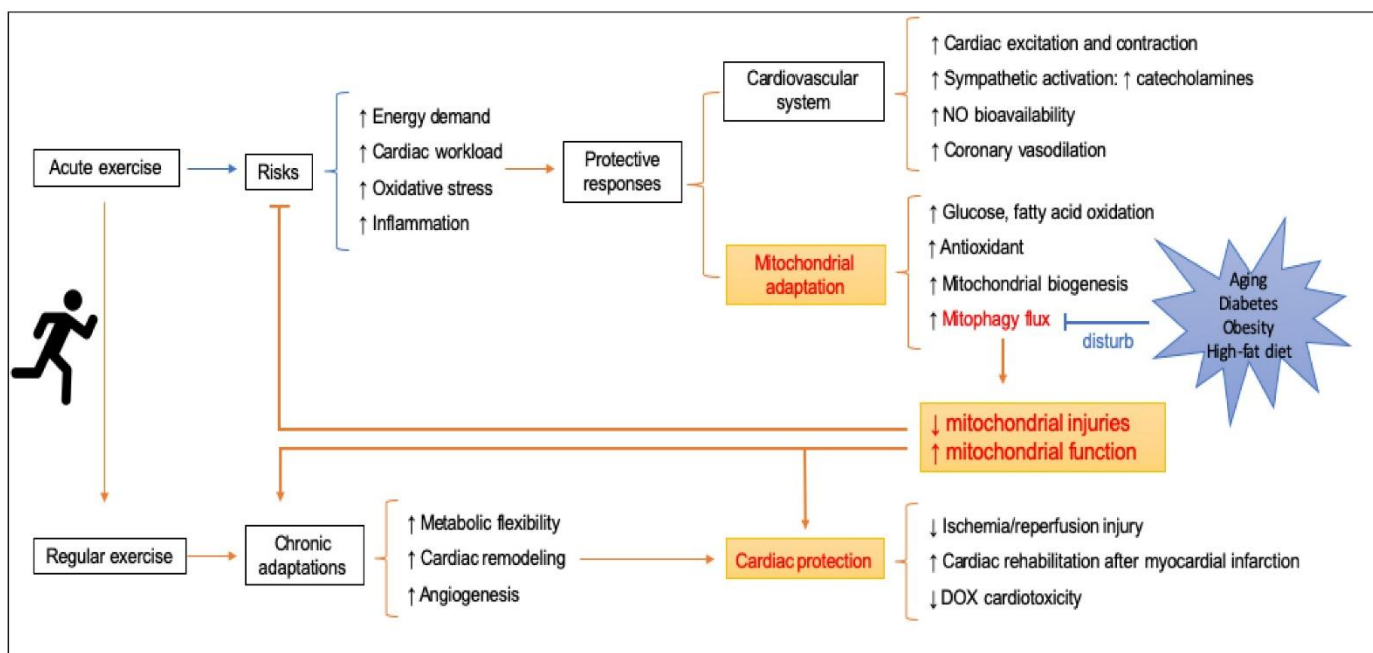 Acute exercise
Risks
↑ Energy demand
↑ Cardiac workload
↑ Oxidative stress
↑ Inflammation
Protective
responses
Cardiovascular
system
↑ Cardiac excitation and contraction
↑ Sympathetic activation: ↑ catecholamines
↑ NO bioavailability
↑ Coronary vasodilation
Mitochondrial
adaptation
↑ Glucose, fatty acid oxidation
↑ Antioxidant
↑ Mitochondrial biogenesis
↑ Mitophagy flux
disturb
Aging
Diabetes
Obesity
High-fat diet
↓ mitochondrial injuries
↑ mitochondrial function
Regular exercise
Chronic
adaptations
↑ Metabolic flexibility
↑ Cardiac remodeling
↑ Angiogenesis
Cardiac protection
↓ Ischemia/reperfusion injury
↑ Cardiac rehabilitation after myocardial infarction
↓ DOX cardiotoxicity